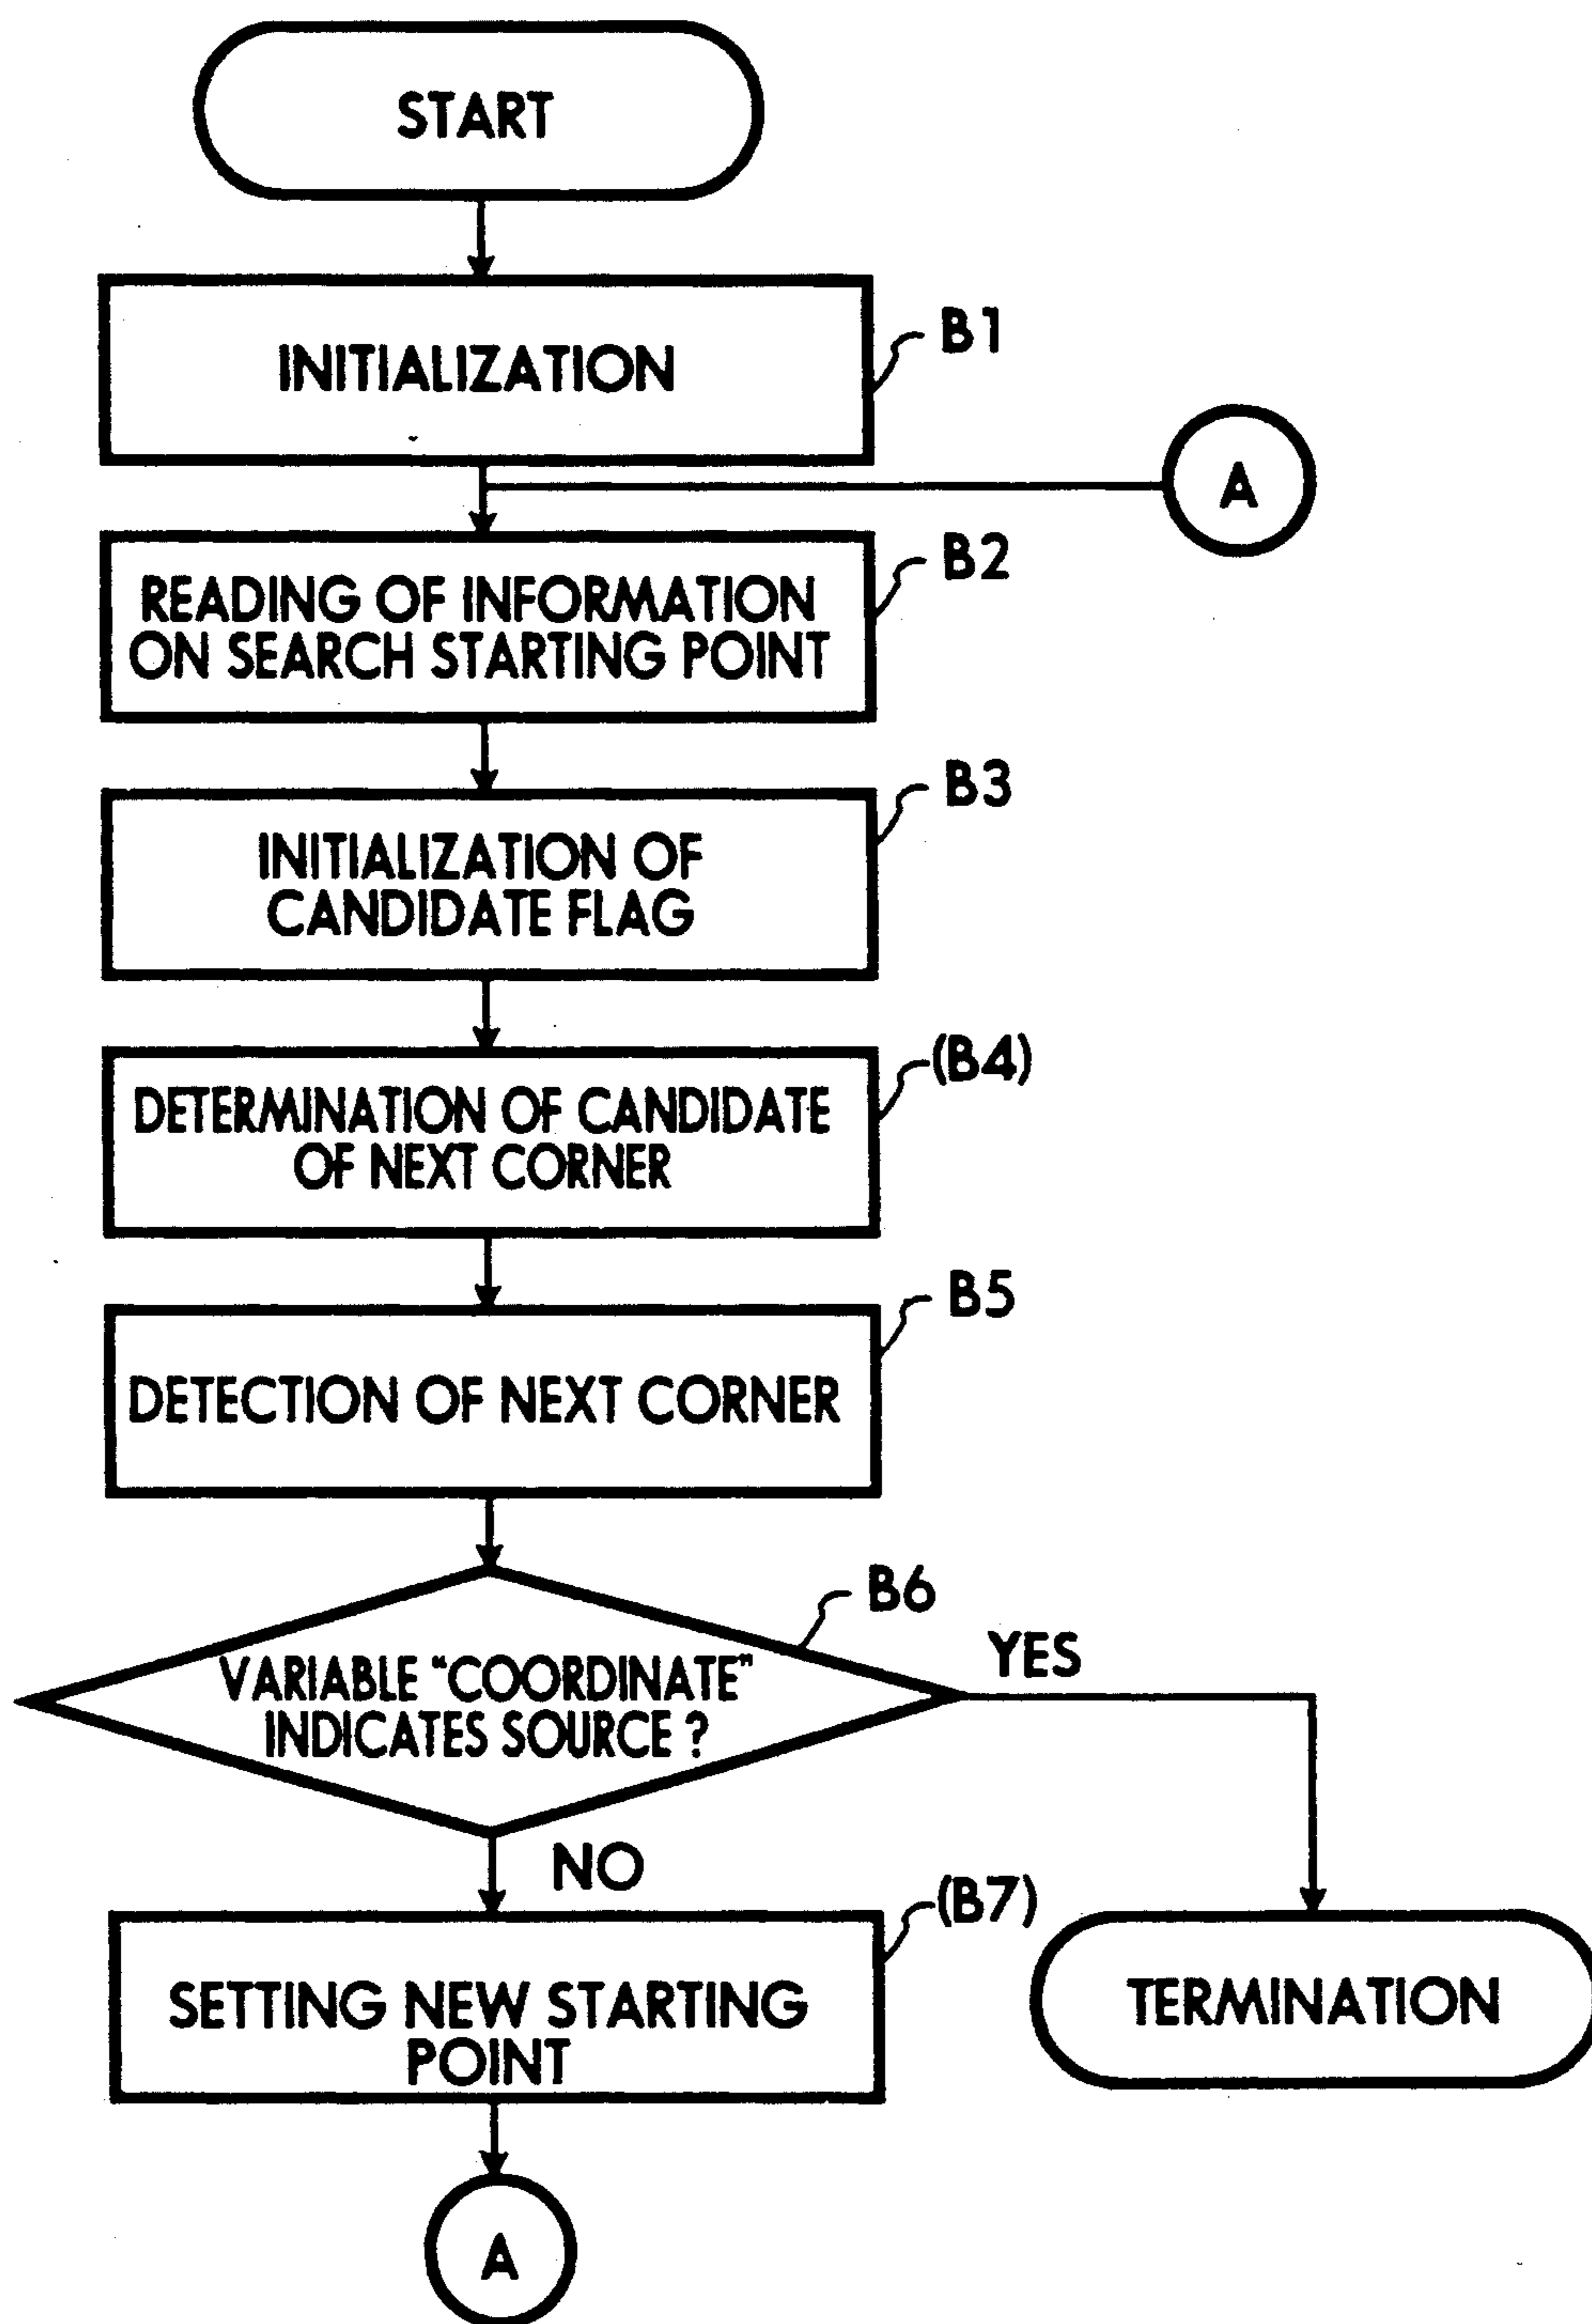 START
INITIALIZATION
B1
A
READING OF INFORMATION
ON SEARCH STARTING POINT
B2
INITIALIZATION OF
CANDIDATE FLAG
B3
DETERMINATION OF CANDIDATE
OF NEXT CORNER
(B4)
DETECTION OF NEXT CORNER
B5
VARIABLE "COORDINATE"
INDICATES SOURCE ?
B6
YES
NO
SETTING NEW STARTING
POINT
(B7)
TERMINATION
A